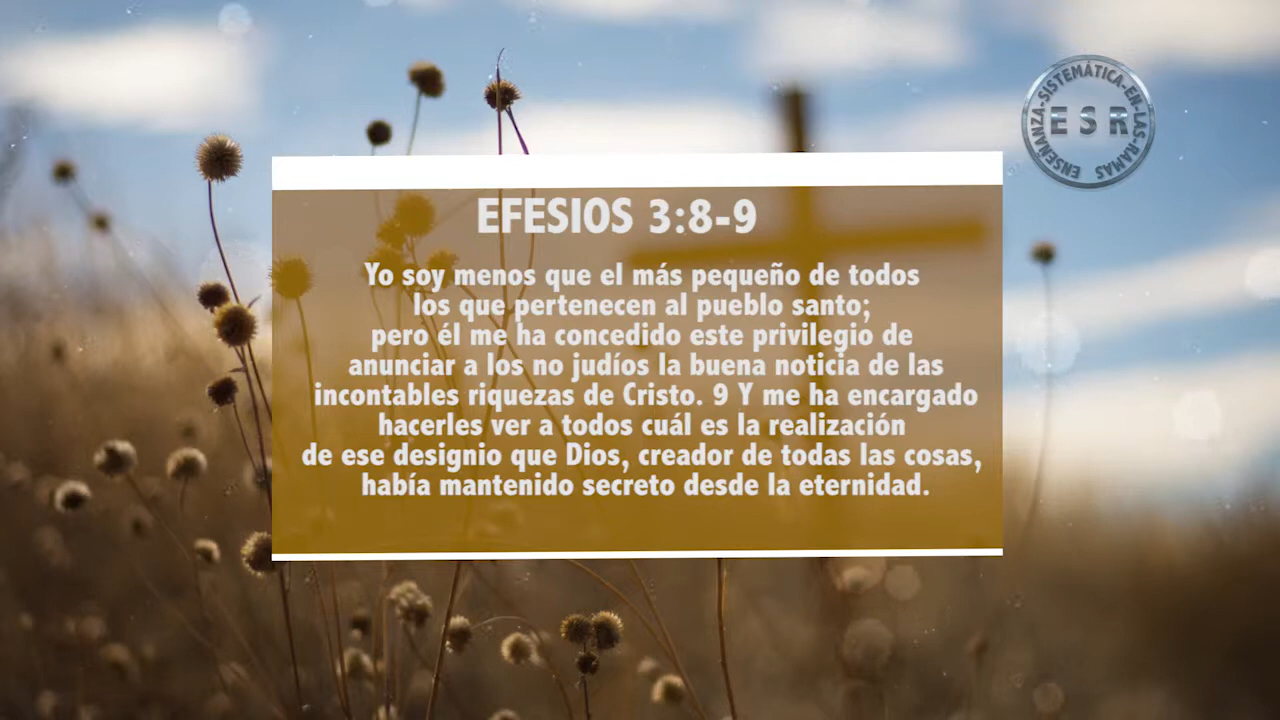 ENSEÑANZA-SISTEMÁTICA-EN-LAS-RAMAS
ESR
EFESIOS 3:8-9
Yo soy menos que el más pequeño de todos
los que pertenecen al pueblo santo;
pero él me ha concedido este privilegio de
anunciar a los no judíos la buena noticia de las
incontables riquezas de Cristo. 9 Y me ha encargado
hacerles ver a todos cuál es la realización
de ese designio que Dios, creador de todas las cosas,
había mantenido secreto desde la eternidad.